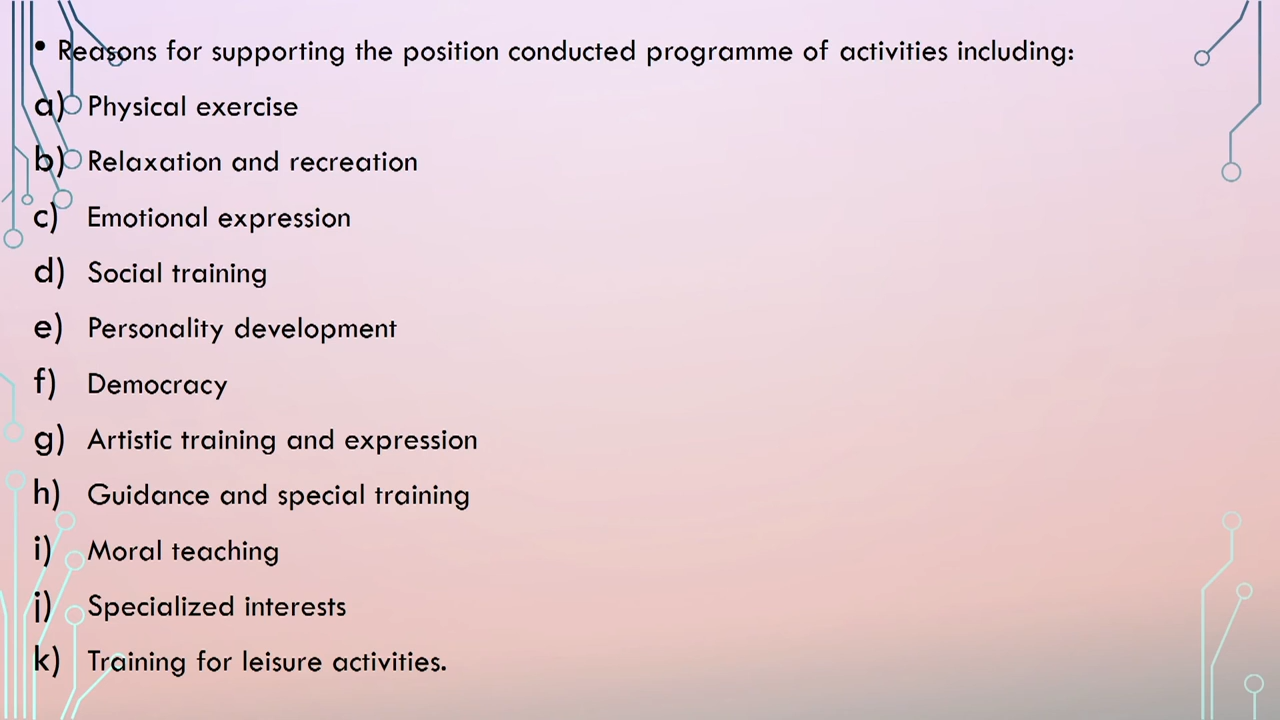 • Reasons for supporting the position conducted programme of activities including:
a) Physical exercise
b) Relaxation and recreation
c) Emotional expression
d) Social training
e) Personality development
f) Democracy
g) Artistic training and expression
h) Guidance and special training
i) Moral teaching
j) Specialized interests
k) Training for leisure activities.